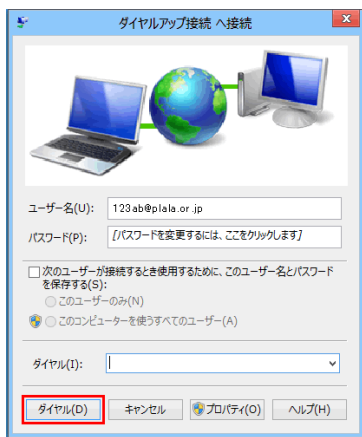 ダイヤルアップ接続 へ接続
x
ユーザー名(U): 123ab@plala.or.jp
パスワード(P): [パスワードを変更するには、ここをクリックします]
次のユーザーが接続するとき使用するために、このユーザー名とパスワード
を保存する(S):
このユーザーのみ(N)
このコンピューターを使うすべてのユーザー(A)
ダイヤル(I):
ダイヤル(D) キャンセル プロパティ(O) ヘルプ(H)